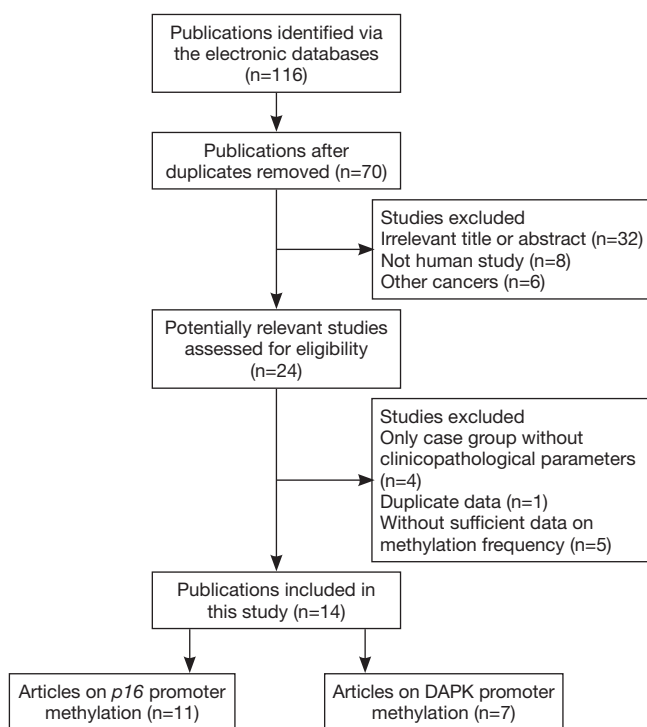 Publications identified via
the electronic databases
(n=116)
Publications after
duplicates removed (n=70)
Studies excluded
Irrelevant title or abstract (n=32)
Not human study (n=8)
Other cancers (n=6)
Potentially relevant studies
assessed for eligibility
(n=24)
Studies excluded
Only case group without
clinicopathological parameters
(n=4)
Duplicate data (n=1)
Without sufficient data on
methylation frequency (n=5)
Publications included in
this study (n=14)
Articles on p16 promoter
methylation (n=11)
Articles on DAPK promoter
methylation (n=7)